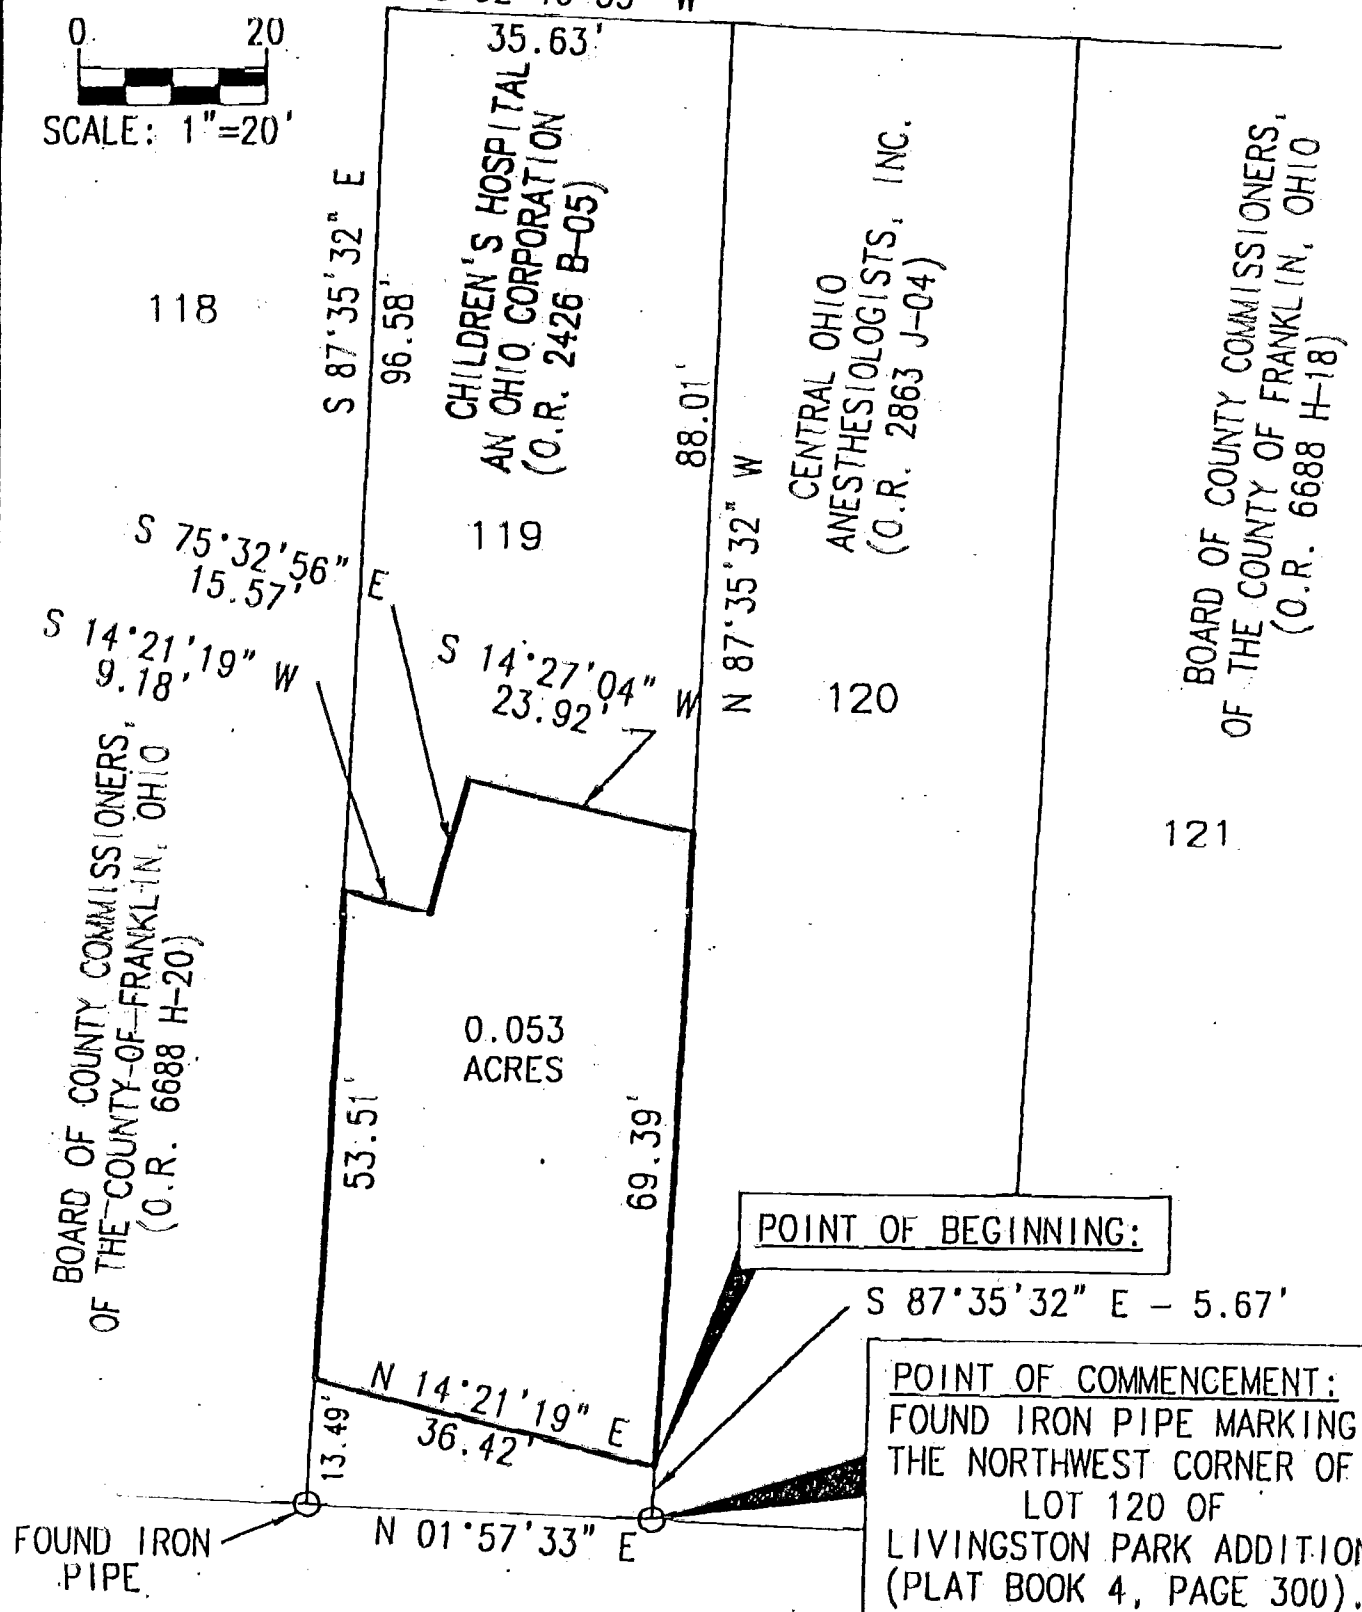 0 20
SCALE: 1"=20'
35.63'
S 87°35'32" E
96.58'
CHILDREN'S HOSPITAL
AN OHIO CORPORATION
(O.R. 2426 B-05)
118
119
88.01'
N 87°35'32" W
CENTRAL OHIO
ANESTHESIOLOGISTS, INC.
(O.R. 2863 J-04)
120
BOARD OF COUNTY COMMISSIONERS,
OF THE COUNTY OF FRANKLIN, OHIO
(O.R. 6688 H-18)
121
S 75°32'56" E
15.57'
S 14°21'19" W
9.18'
S 14°27'04" W
23.92'
BOARD OF COUNTY COMMISSIONERS,
OF THE COUNTY OF FRANKLIN, OHIO
(O.R. 6688 H-20)
0.053
ACRES
53.51'
69.39'
POINT OF BEGINNING:
S 87°35'32" E - 5.67'
N 14°21'19" E
36.42'
13.49'
FOUND IRON
PIPE
N 01°57'33" E
POINT OF COMMENCEMENT:
FOUND IRON PIPE MARKING
THE NORTHWEST CORNER OF
LOT 120 OF
LIVINGSTON PARK ADDITION
(PLAT BOOK 4, PAGE 300).